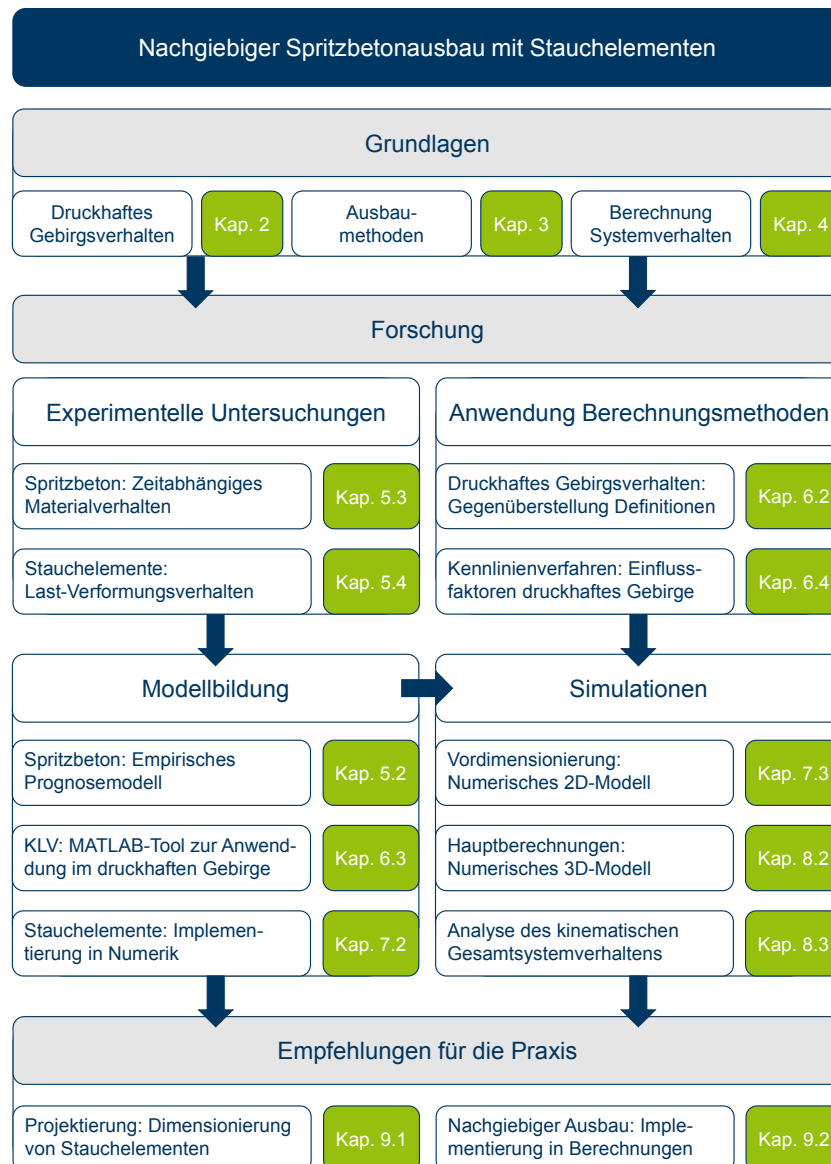 Nachgiebiger Spritzbetonausbau mit Stauchelementen
Grundlagen
Druckhaftes
Gebirgsverhalten
Kap. 2
Ausbau-
methoden
Kap. 3
Berechnung
Systemverhalten
Kap. 4
Forschung
Experimentelle Untersuchungen
Spritzbeton: Zeitabhängiges
Materialverhalten
Kap. 5.3
Stauchelemente:
Last-Verformungsverhalten
Kap. 5.4
Anwendung Berechnungsmethoden
Druckhaftes Gebirgsverhalten:
Gegenüberstellung Definitionen
Kap. 6.2
Kennlinienverfahren: Einfluss-
faktoren druckhaftes Gebirge
Kap. 6.4
Modellbildung
Spritzbeton: Empirisches
Prognosemodell
Kap. 5.2
KLV: MATLAB-Tool zur Anwen-
dung im druckhaften Gebirge
Kap. 6.3
Stauchelemente: Implemen-
tierung in Numerik
Kap. 7.2
Simulationen
Vordimensionierung:
Numerisches 2D-Modell
Kap. 7.3
Hauptberechnungen:
Numerisches 3D-Modell
Kap. 8.2
Analyse des kinematischen
Gesamtsystemverhaltens
Kap. 8.3
Empfehlungen für die Praxis
Projektierung: Dimensionierung
von Stauchelementen
Kap. 9.1
Nachgiebiger Ausbau: Imple-
mentierung in Berechnungen
Kap. 9.2